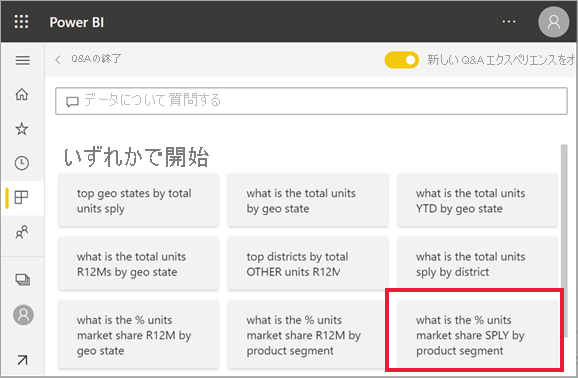 Power BI
Q&Aの終了
新しいQ&Aエクスペリエンスをオ
データについて質問する
いずれかで開始
top geo states by total
units sply
what is the total units
by geo state
what is the total units
YTD by geo state
what is the total units
R12Ms by geo state
top districts by total
OTHER units R12M
what is the total units
sply by district
what is the % units
market share R12M by
geo state
what is the % units
market share R12M by
product segment
what is the % units
market share SPLY by
product segment